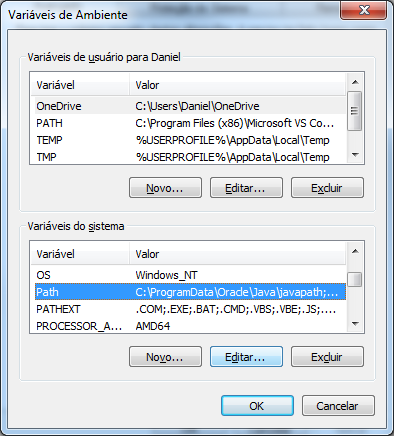 Variáveis de Ambiente
Variáveis de usuário para Daniel
Variável Valor
OneDrive C:\Users\Daniel\OneDrive
PATH C:\Program Files (x86)\Microsoft VS Co...
TEMP %USERPROFILE%\AppData\Local\Temp
TMP %USERPROFILE%\AppData\Local\Temp
Novo... Editar... Excluir
Variáveis do sistema
Variável Valor
OS Windows_NT
Path C:\ProgramData\Oracle\Java\javapath;...
PATHEXT .COM;.EXE;.BAT;.CMD;.VBS;.VBE;.JS;....
PROCESSOR_A... AMD64
Novo... Editar... Excluir
OK Cancelar